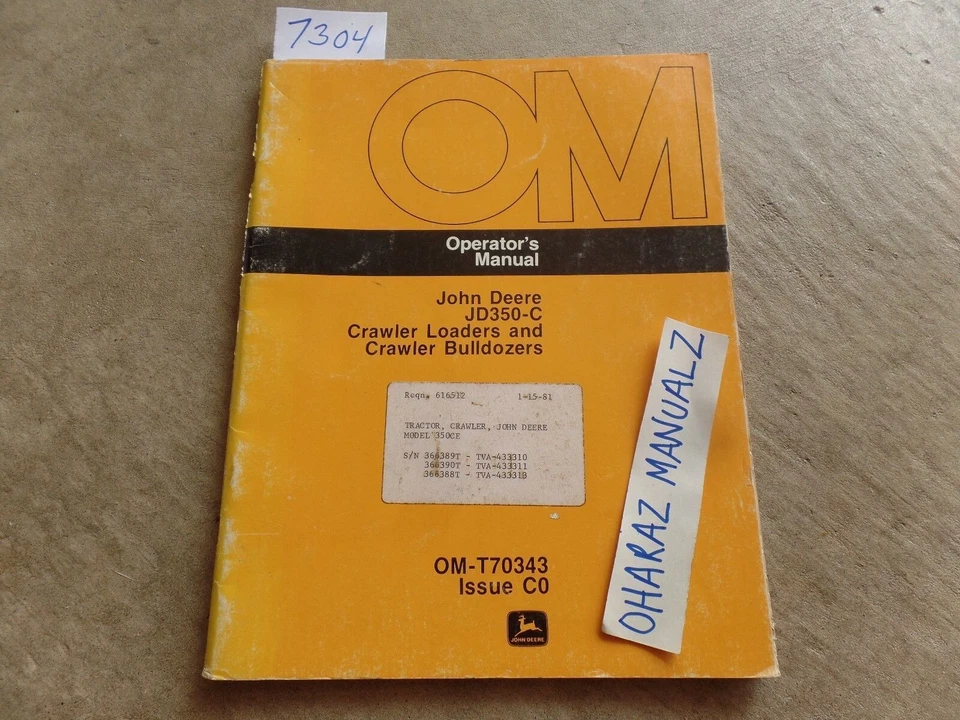 7304
OM
Operator's
Manual
John Deere
JD350-C
Crawler Loaders and
Crawler Bulldozers
Reqn. 616512 1-15-81
TRACTOR, CRAWLER, JOHN DEERE
MODEL 350CE
S/N 366389T - TVA-433310
366390T - TVA-433311
366388T - TVA-433313
OM-T70343
Issue C0
JOHN DEERE
OHARAZ MANUALZ